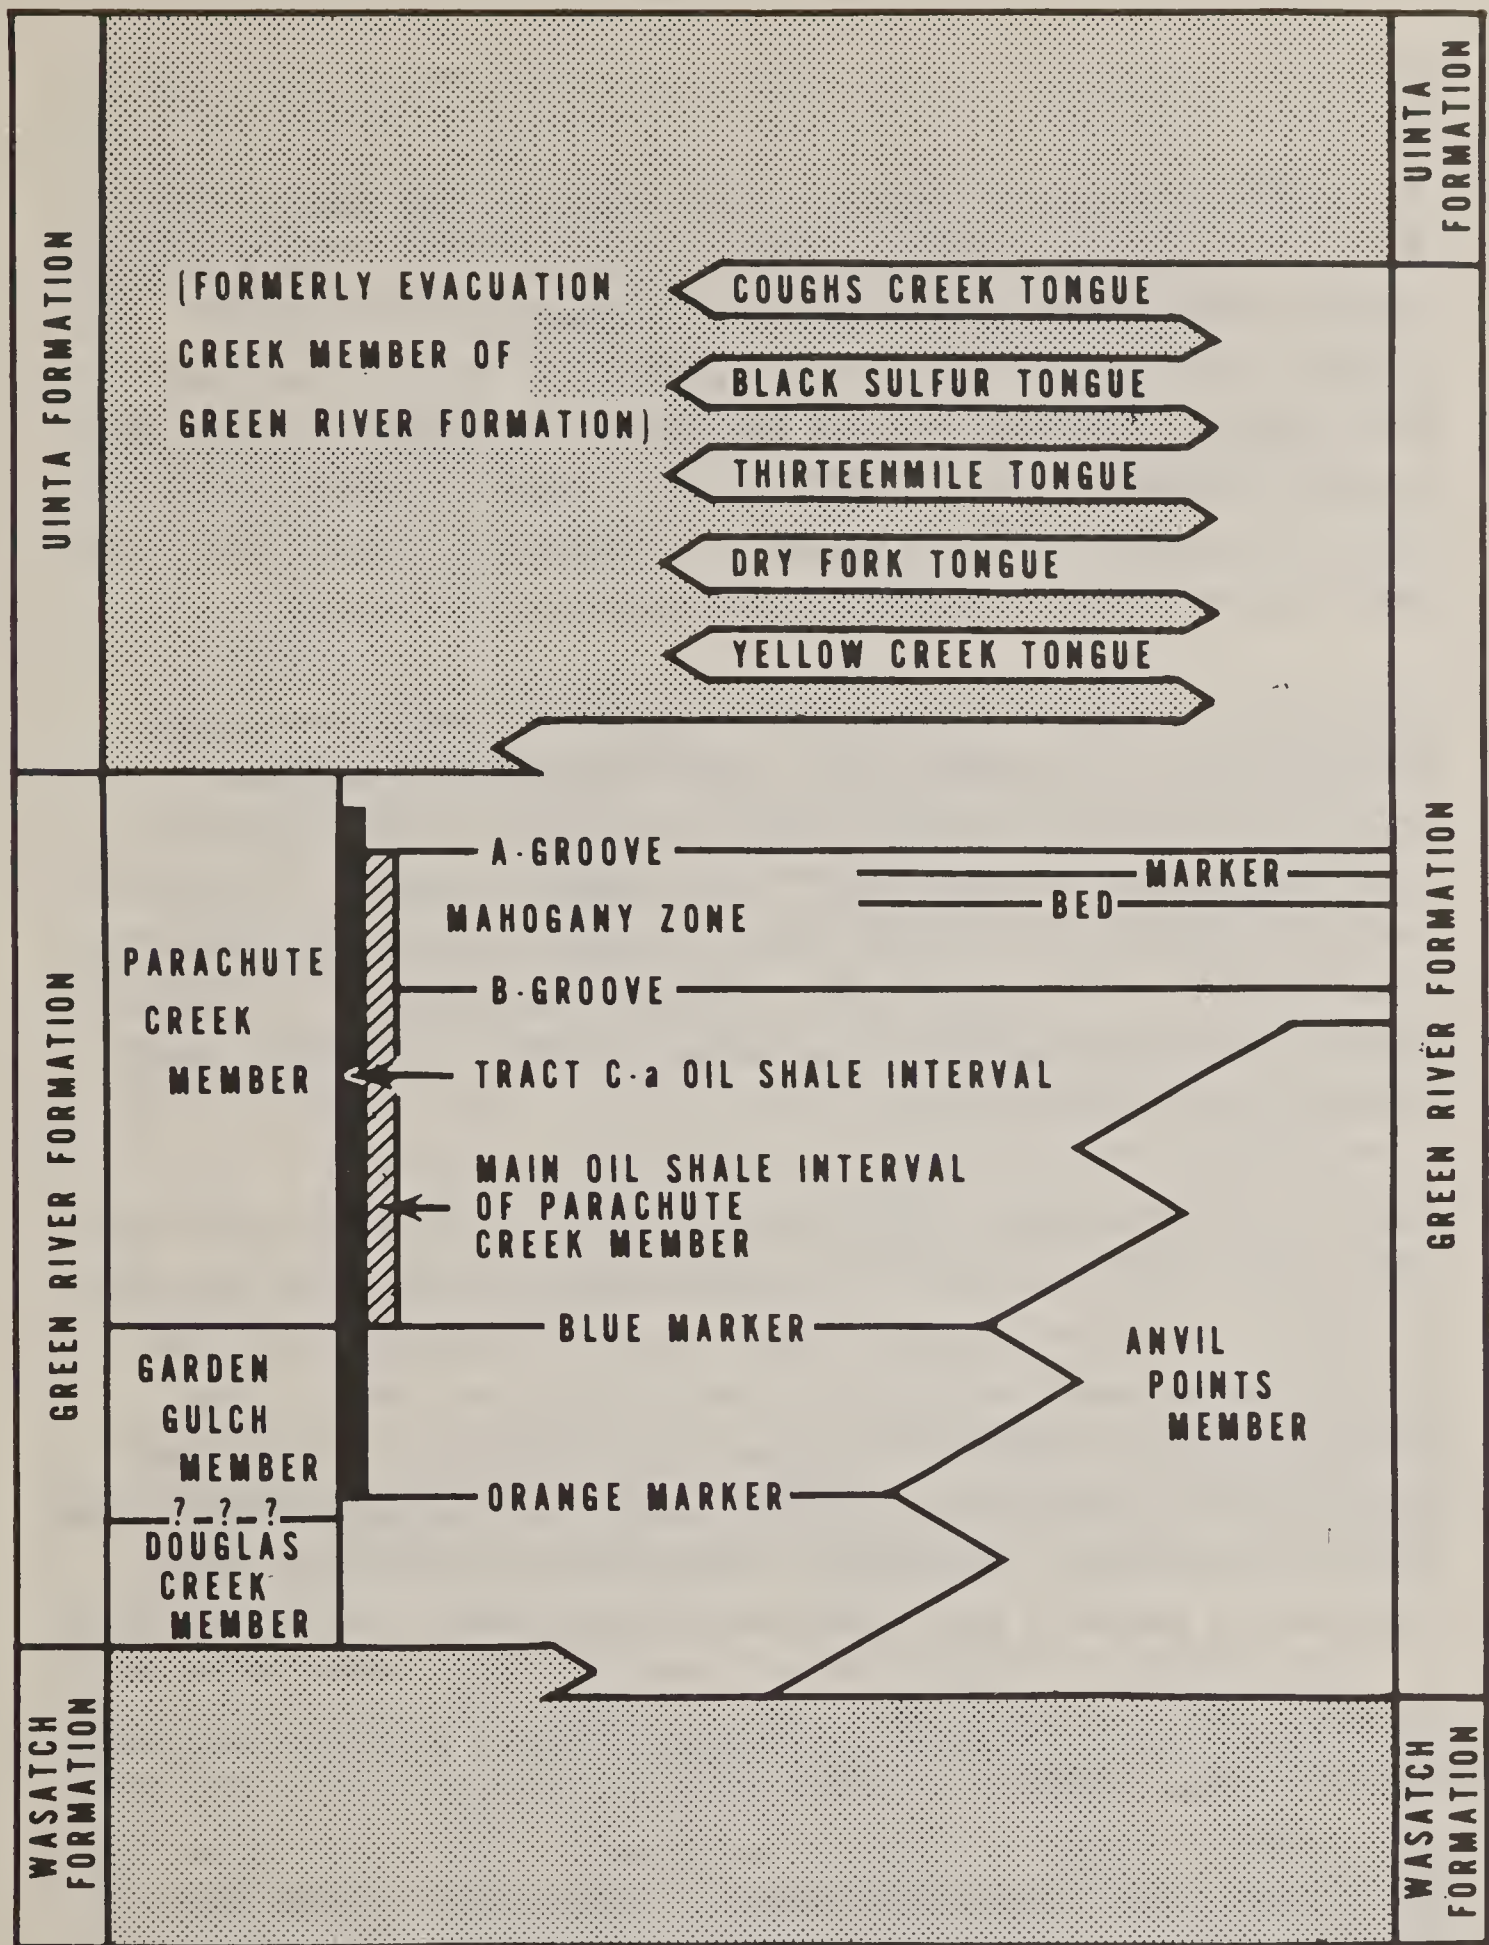 UINTA FORMATION
UINTA
FORMATION
(FORMERLY EVACUATION
CREEK MEMBER OF
GREEN RIVER FORMATION)
COUGHS CREEK TONGUE
BLACK SULFUR TONGUE
THIRTEENMILE TONGUE
DRY FORK TONGUE
YELLOW CREEK TONGUE
GREEN RIVER FORMATION
GREEN RIVER FORMATION
PARACHUTE
CREEK
MEMBER
A-GROOVE
MARKER
BED
MAHOGANY ZONE
B-GROOVE
TRACT C-a OIL SHALE INTERVAL
MAIN OIL SHALE INTERVAL
OF PARACHUTE
CREEK MEMBER
BLUE MARKER
ANVIL
POINTS
MEMBER
GARDEN
GULCH
MEMBER
ORANGE MARKER
? ? ?
DOUGLAS
CREEK
MEMBER
WASATCH
FORMATION
WASATCH
FORMATION